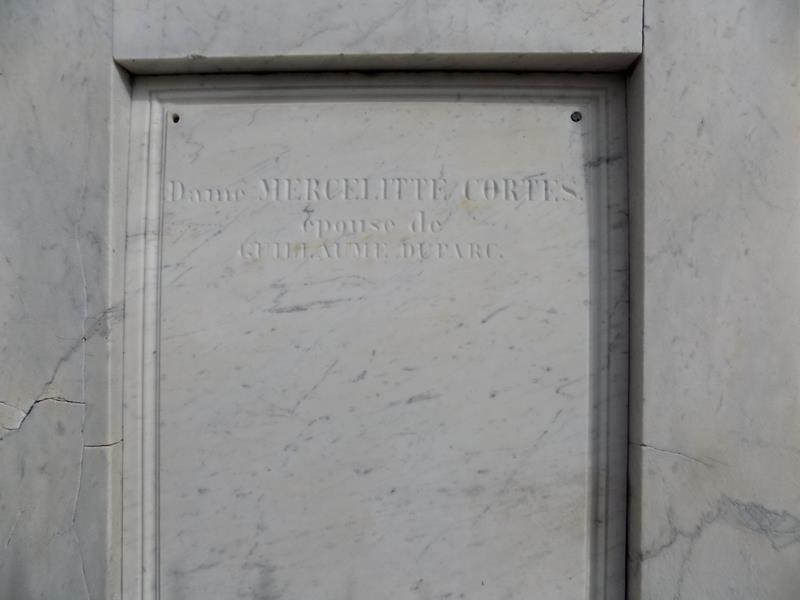 Dame MERCELITTE CORTES.
épouse de
GUILLAUME DUPARC.